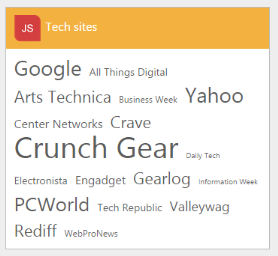 JS Tech sites
Google All Things Digital
Arts Technica Business Week Yahoo
Center Networks Crave
Crunch Gear Daily Tech
Electronista Engadget Gearlog Information Week
PCWorld Tech Republic Valleywag
Rediff WebProNews